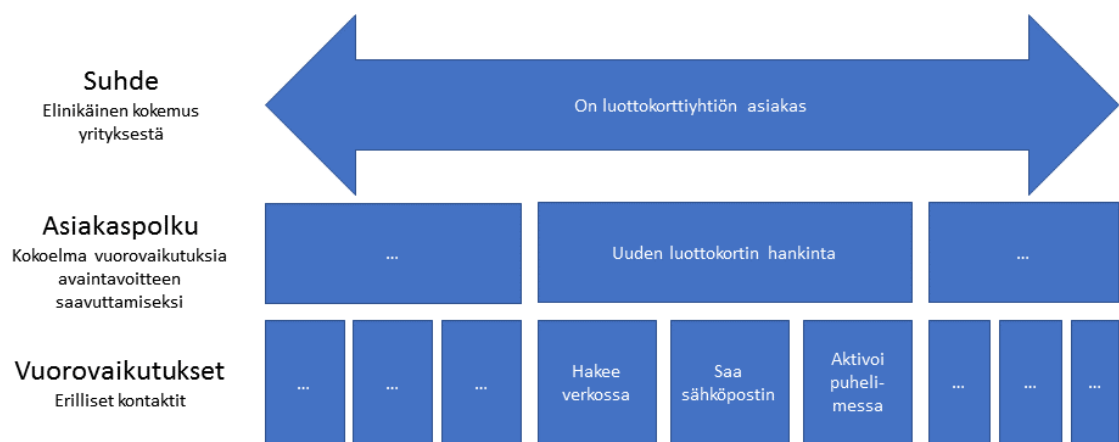 Suhde
Elinikäinen kokemus
yrityksestä
On luottokorttiyhtiön asiakas
Asiakaspolku
Kokoelma vuorovaikutuksia
avaintavoitteen
saavuttamiseksi
...
Uuden luottokortin hankinta
...
Vuorovaikutukset
Erilliset kontaktit
...
...
...
Hakee
verkossa
Saa
sähköpostin
Aktivoi
puheli-
messa
...
...
...